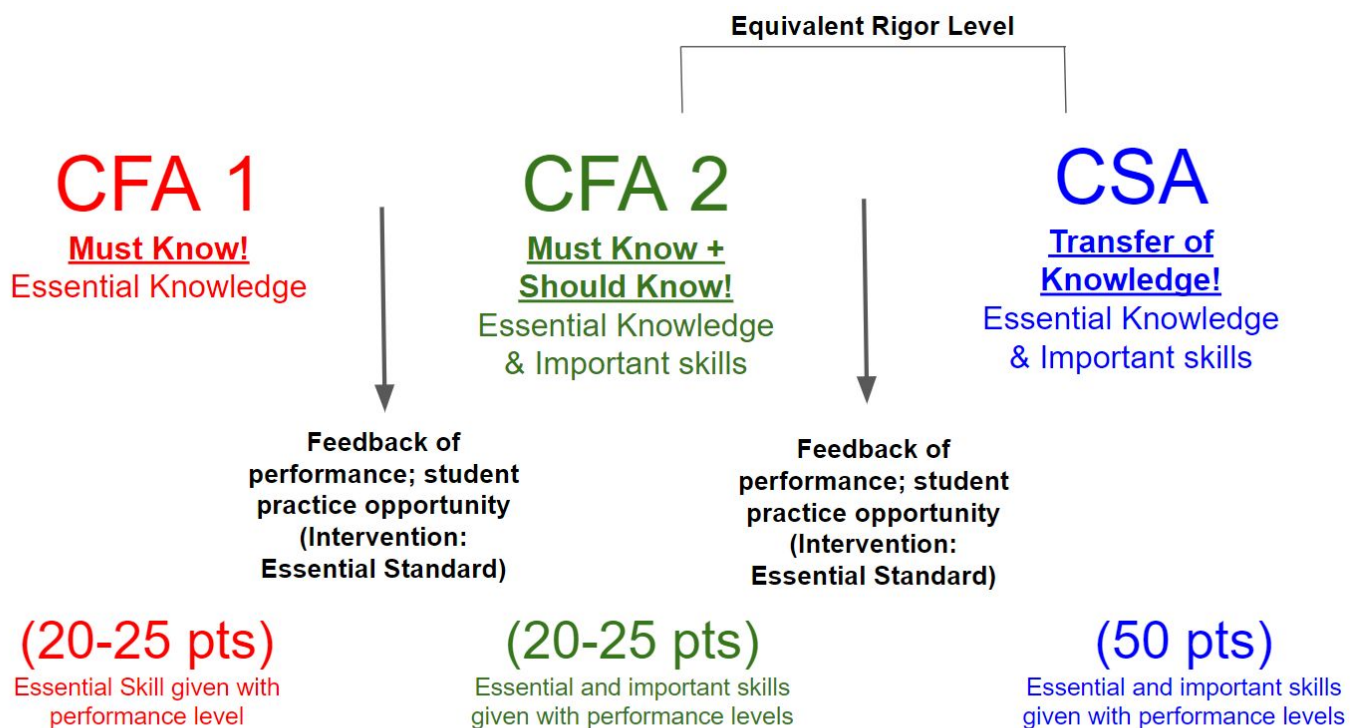 Equivalent Rigor Level
CFA 1
Must Know!
Essential Knowledge
CFA 2
Must Know +
Should Know!
Essential Knowledge
& Important skills
CSA
Transfer of
Knowledge!
Essential Knowledge
& Important skills
Feedback of
performance; student
practice opportunity
(Intervention:
Essential Standard)
Feedback of
performance; student
practice opportunity
(Intervention:
Essential Standard)
(20-25 pts)
Essential Skill given with
performance level
(20-25 pts)
Essential and important skills
given with performance levels
(50 pts)
Essential and important skills
given with performance levels